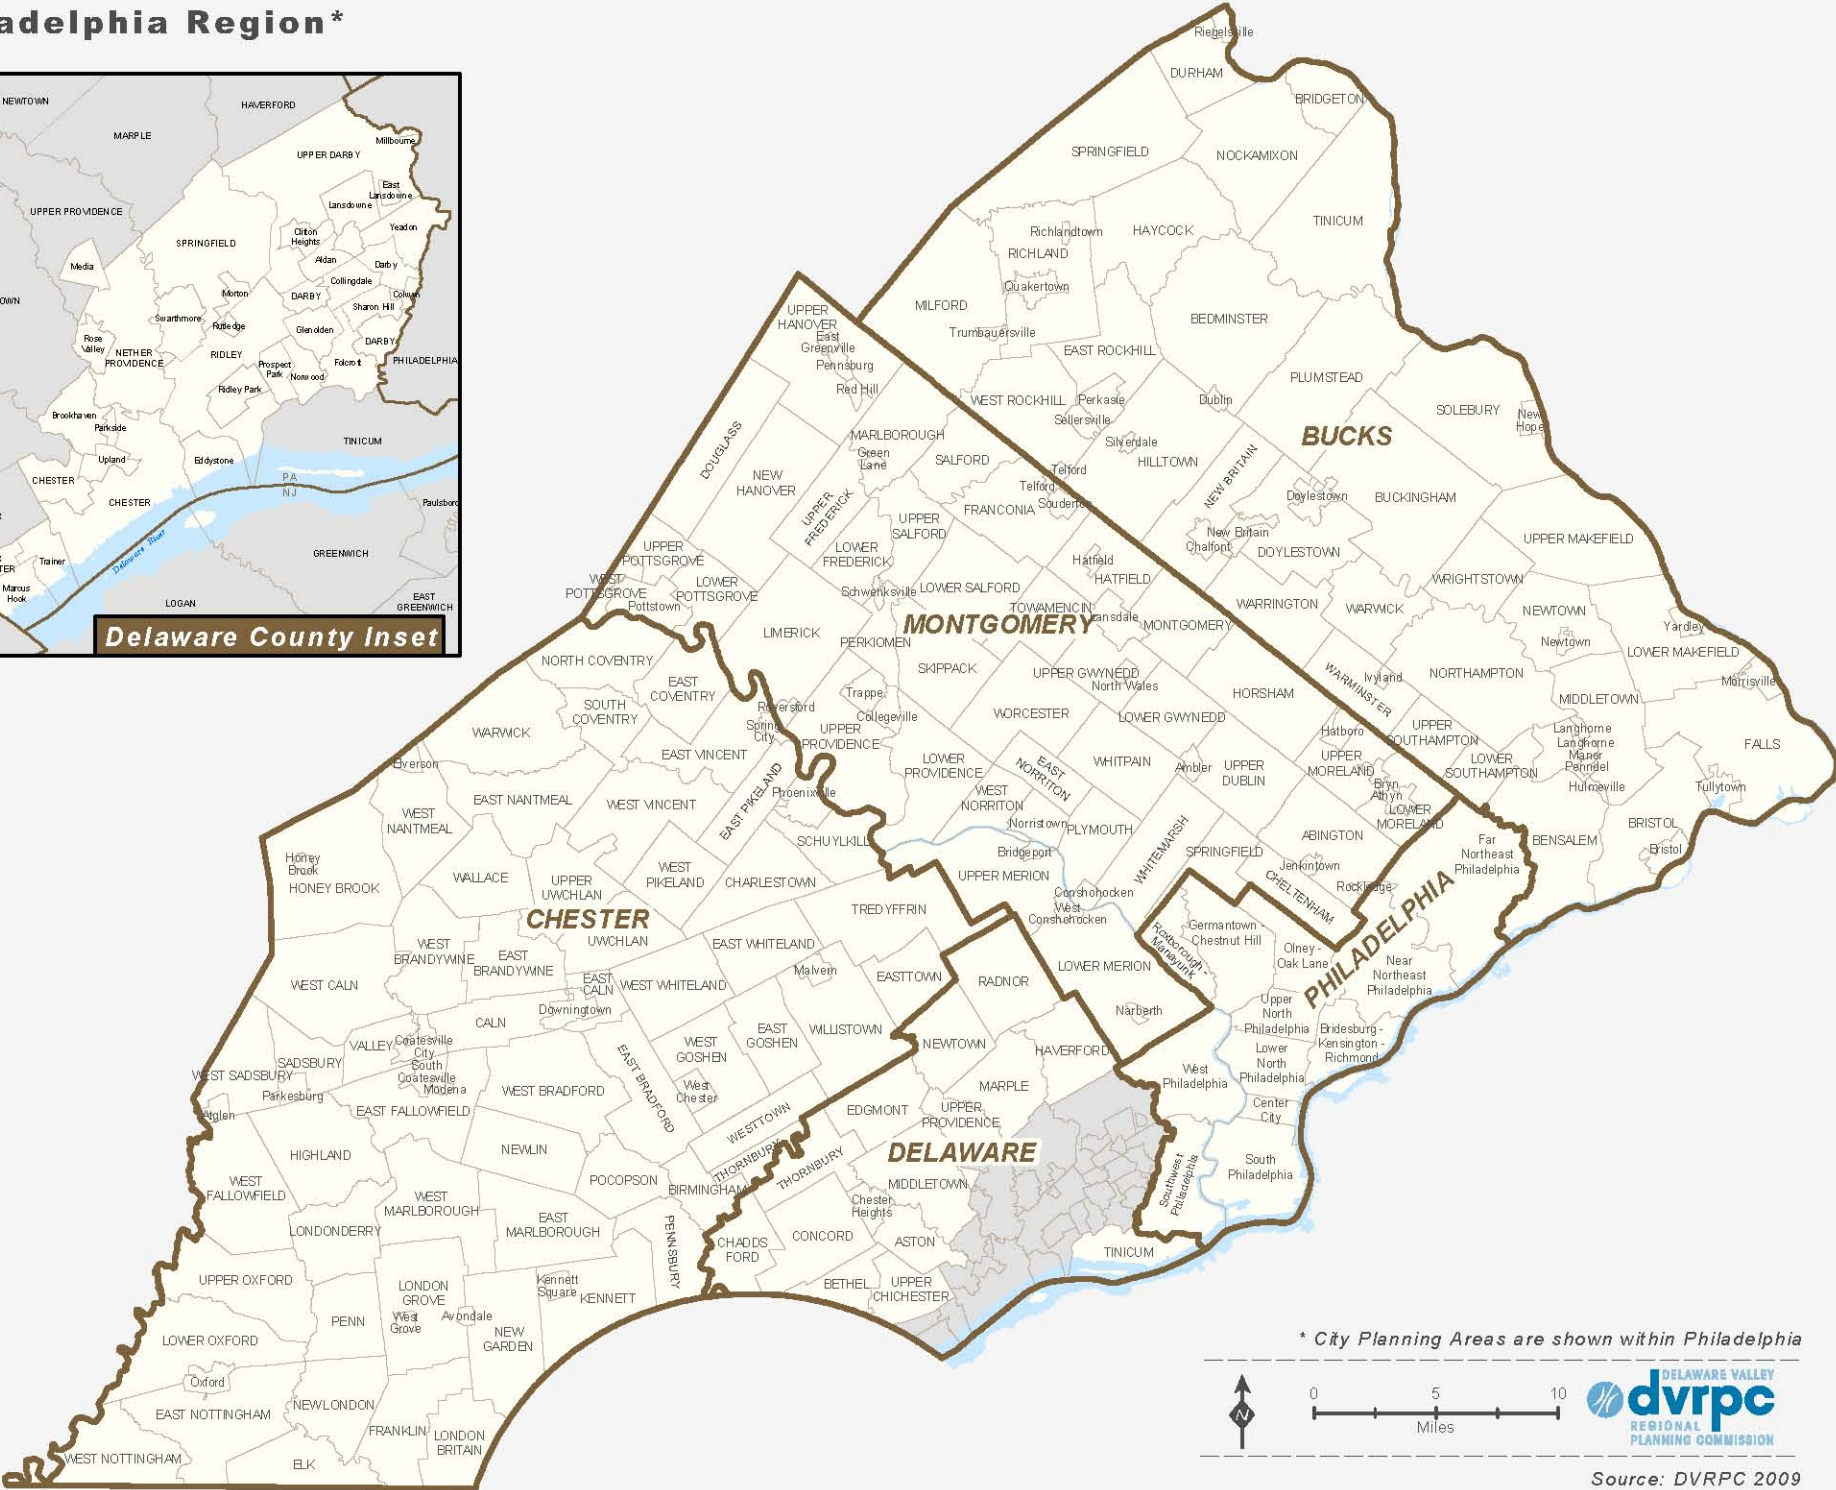 adelphia Region*
NEWTOWN
HAVERFORD
MARPLE
Millbourne
UPPER DARBY
East
Lansdowne
Lansdowne
UPPER PROVIDENCE
Yeadon
Clifton
Heights
SPRINGFIELD
Aldan
Darby
Media
Collingdale
Morton
DARBY
Colwyn
OWN
Sharon Hill
Swarthmore
Rutledge
Glenolden
Rose
Valley
DARBY
NETHER
PROVIDENCE
RIDLEY
Prospect
Park
Norwood
Folcroft
PHILADELPHIA
Ridley Park
Brookhaven
Parkside
TINICUM
Upland
Eddystone
CHESTER
PA
NJ
CHESTER
Paulsboro
Delaware River
GREENWICH
Trainer
TER
Marcus
Hook
LOGAN
EAST
GREENWICH
Delaware County Inset
Riegelsville
DURHAM
BRIDGETON
SPRINGFIELD
NOCKAMIXON
TINICUM
Richlandtown
HAYCOCK
RICHLAND
Quakertown
MILFORD
BEDMINSTER
Trumbauersville
EAST ROCKHILL
PLUMSTEAD
WEST ROCKHILL
Perkasie
Dublin
SOLEBURY
New
Hope
Sellersville
BUCKS
Silverdale
HILLTOWN
NEW BRITAIN
Telford
Doylestown
BUCKINGHAM
New Britain
Chalfont
DOYLESTOWN
UPPER MAKEFIELD
WRIGHTSTOWN
WARRINGTON
WARWICK
NEWTOWN
Newtown
Yardley
LOWER MAKEFIELD
WARMINSTER
Ivyland
NORTHAMPTON
Morrisville
MIDDLETOWN
UPPER
SOUTHAMPTON
Langhorne
Langhorne
Manor
Penndel
FALLS
LOWER
SOUTHAMPTON
Hulmeville
Tullytown
BRISTOL
BENSALEM
Bristol
UPPER
HANOVER
East
Greenville
Pennsburg
Red Hill
DOUGLASS
MARLBOROUGH
Green
Lane
SALFORD
NEW
HANOVER
UPPER
FREDERICK
Telford
Souderton
FRANCONIA
UPPER
SALFORD
UPPER
POTTSGROVE
LOWER
FREDERICK
Hatfield
HATFIELD
WEST
POTTSGROVE
LOWER
POTTSGROVE
Pottstown
Schwenksville
LOWER SALFORD
TOWAMENCIN
Lansdale
MONTGOMERY
MONTGOMERY
LIMERICK
PERKIOMEN
SKIPPACK
UPPER GWYNEDD
North Wales
HORSHAM
Trappe
Collegeville
Royersford
UPPER
PROVIDENCE
WORCESTER
LOWER GWYNEDD
Hatboro
LOWER
PROVIDENCE
EAST
NORRITON
WHITPAIN
Ambler
UPPER
DUBLIN
UPPER
MORELAND
Bryn
Athyn
LOWER
MORELAND
WEST
NORRITON
Norristown
PLYMOUTH
WHITEMARSH
SPRINGFIELD
ABINGTON
Bridgeport
Jenkintown
Rockledge
CHELTENHAM
UPPER MERION
Conshohocken
West
Conshohocken
LOWER MERION
Narberth
Far
Northeast
Philadelphia
PHILADELPHIA
Germantown -
Chestnut Hill
Roxborough -
Manayunk
Olney -
Oak Lane
Near
Northeast
Philadelphia
Upper
North
Philadelphia
Bridesburg -
Kensington -
Richmond
Lower
North
Philadelphia
West
Philadelphia
Center
City
South
Philadelphia
Southwest
Philadelphia
NORTH COVENTRY
EAST
COVENTRY
SOUTH
COVENTRY
WARWICK
Spring
City
EAST VINCENT
Elverson
EAST PIKELAND
Phoenixville
EAST NANTMEAL
WEST VINCENT
WEST
NANTMEAL
SCHUYLKILL
Honey
Brook
HONEY BROOK
WALLACE
UPPER
UWCHLAN
WEST
PIKELAND
CHARLESTOWN
CHESTER
TREDYFFRIN
UWCHLAN
WEST
BRANDYWINE
EAST
BRANDYWINE
EAST WHITELAND
Malvern
EASTTOWN
WEST CALN
EAST
CALN
WEST WHITELAND
Downingtown
CALN
WILLISTOWN
VALLEY
Coatesville
City
South
Coatesville
Modena
WEST
GOSHEN
EAST
GOSHEN
SADSBURY
WEST SADSBURY
Parkesburg
EAST BRADFORD
WEST BRADFORD
West
Chester
Atglen
EAST FALLOWFIELD
WESTTOWN
THORNBURY
NEWLIN
HIGHLAND
POCOPSON
BIRMINGHAM
WEST
FALLOWFIELD
WEST
MARLBOROUGH
LONDONDERRY
EAST
MARLBOROUGH
PENNSBURY
UPPER OXFORD
LONDON
GROVE
Kennett
Square
KENNETT
PENN
West
Grove
Avondale
NEW
GARDEN
LOWER OXFORD
Oxford
EAST NOTTINGHAM
NEW LONDON
FRANKLIN
LONDON
BRITAIN
WEST NOTTINGHAM
ELK
RADNOR
NEWTOWN
HAVERFORD
MARPLE
EDGMONT
UPPER
PROVIDENCE
DELAWARE
THORNBURY
MIDDLETOWN
Chester
Heights
CHADDS
FORD
CONCORD
ASTON
BETHEL
UPPER
CHICHESTER
TINICUM
* City Planning Areas are shown within Philadelphia
N
0 5 10
Miles
DELAWARE VALLEY
dvrpc
REGIONAL
PLANNING COMMISSION
Source: DVRPC 2009